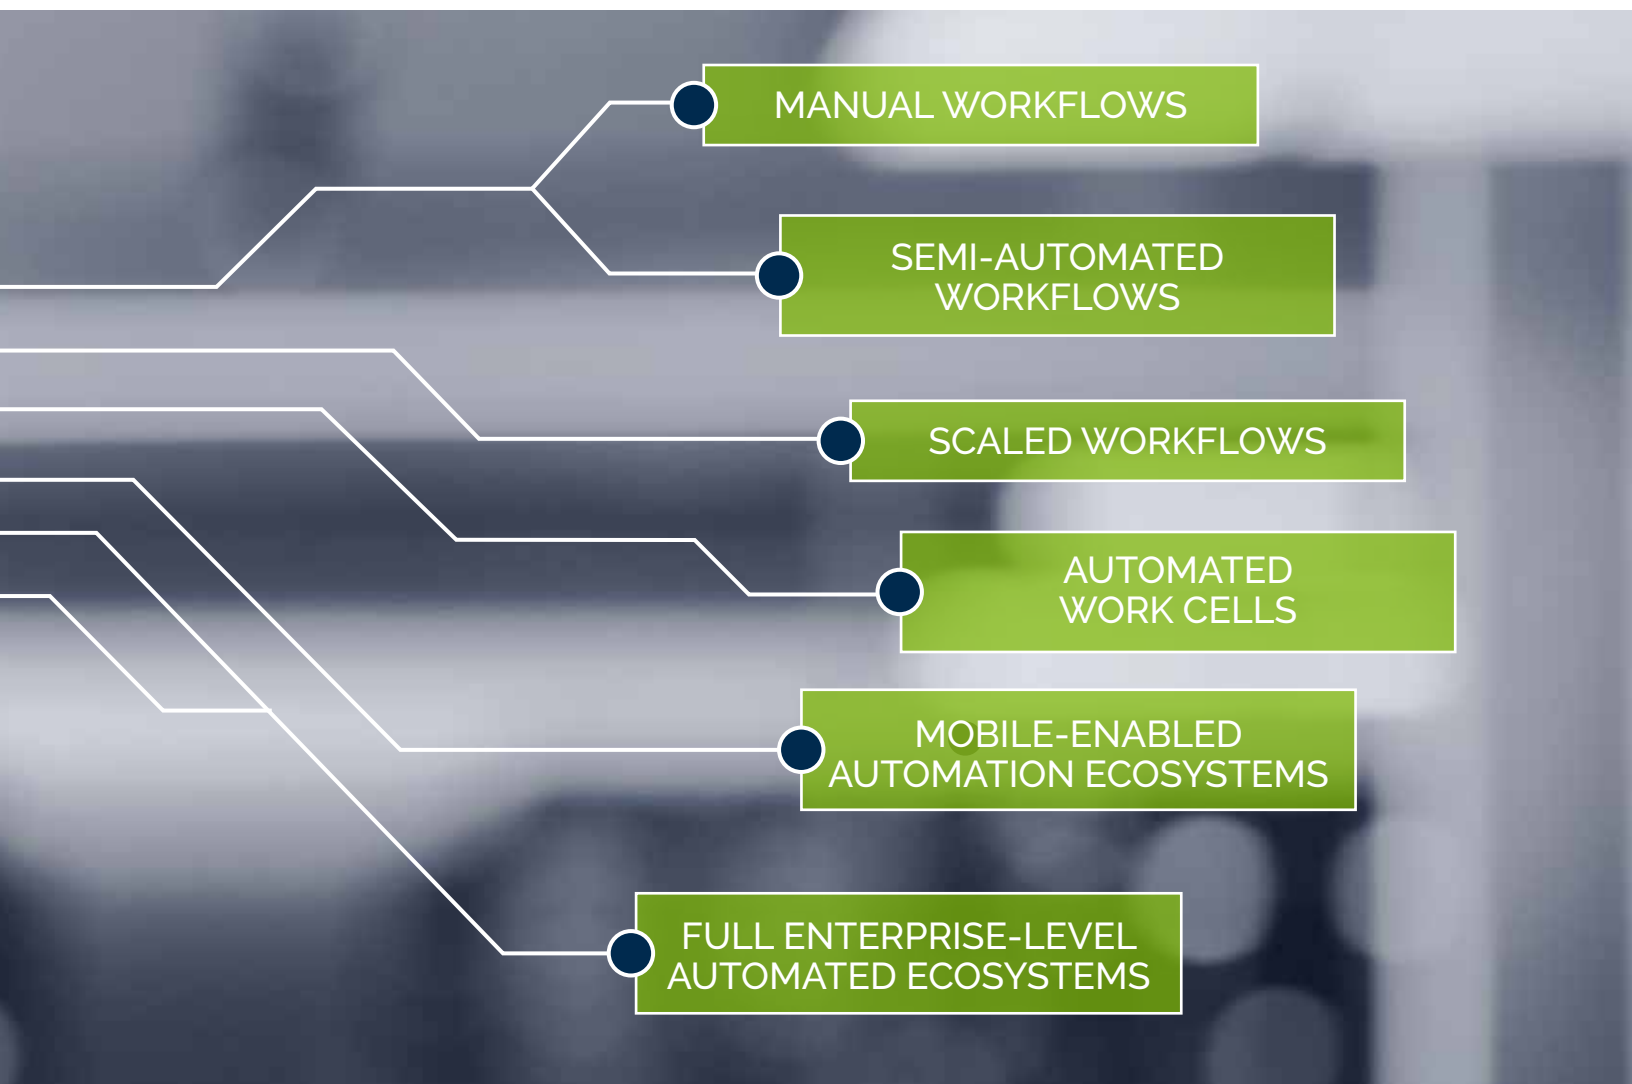 MANUAL WORKFLOWS
SEMI-AUTOMATED
WORKFLOWS
SCALED WORKFLOWS
AUTOMATED
WORK CELLS
MOBILE-ENABLED
AUTOMATION ECOSYSTEMS
FULL ENTERPRISE-LEVEL
AUTOMATED ECOSYSTEMS